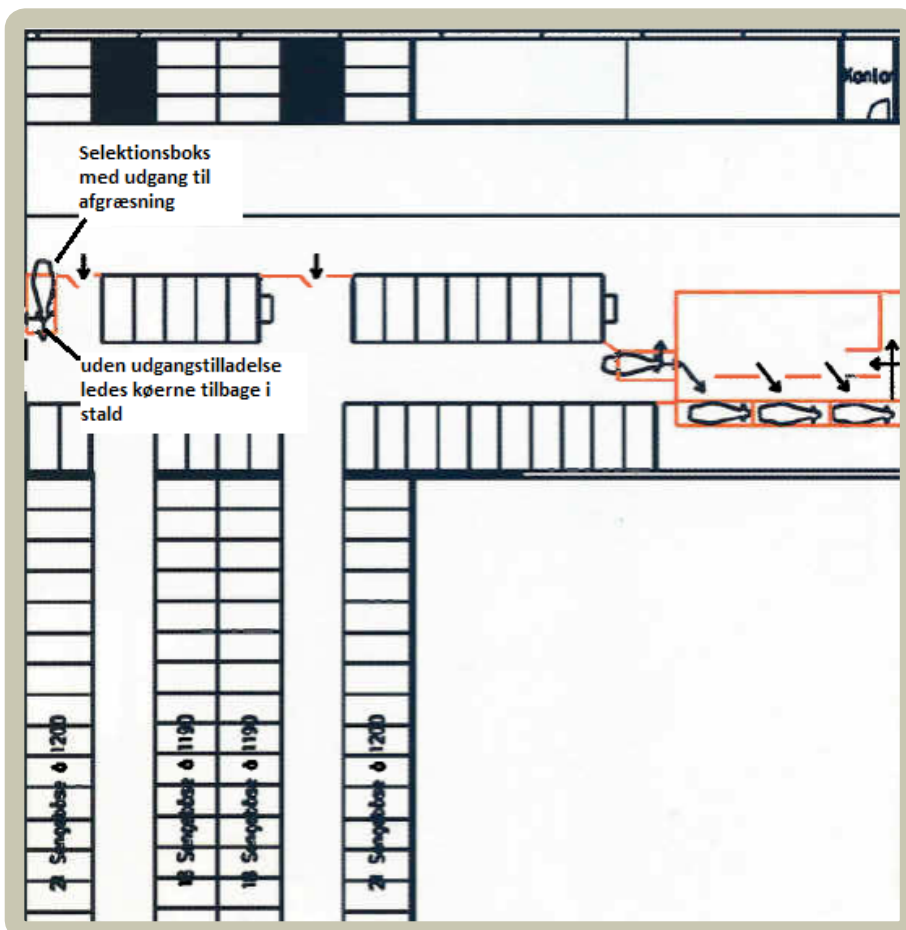 Kontor
Selektionsboks
med udgang til
afgræsning
uden udgangstilladelse
ledes køerne tilbage i
stald
21 Sengebåse à 1200
18 Sengebåse à 1190
18 Sengebåse à 1190
21 Sengebåse à 1200